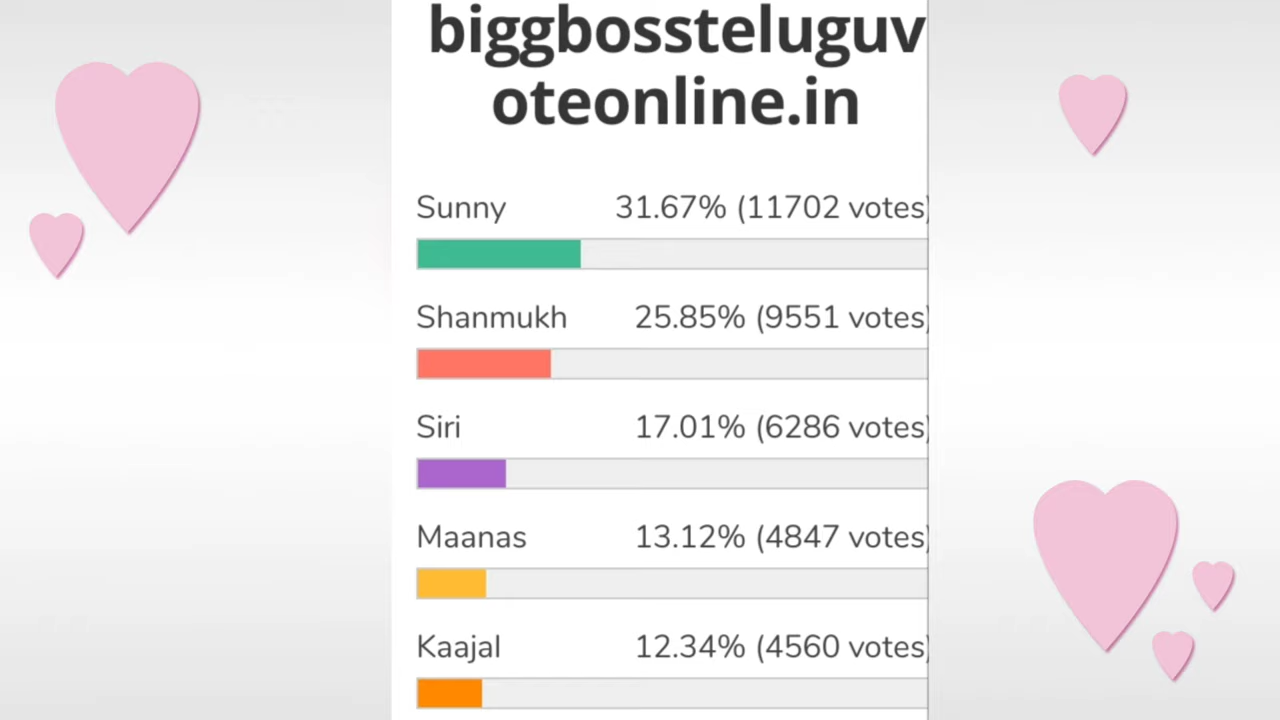 biggbossteluguv
oteonline.in
Sunny 31.67% (11702 votes)
Shanmukh 25.85% (9551 votes)
Siri 17.01% (6286 votes)
Maanas 13.12% (4847 votes)
Kaajal 12.34% (4560 votes)